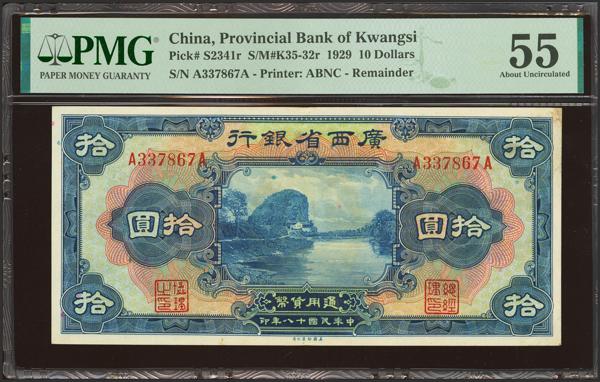 PMG
PAPER MONEY GUARANTY
China, Provincial Bank of Kwangsi
Pick# S2341r S/M#K35-32r 1929 10 Dollars
S/N A337867A - Printer: ABNC - Remainder
55
About Uncirculated
拾
行銀省西廣
拾
A337867A
A337867A
圓拾
圓拾
幣貨用通
印年八十國民華中
拾
拾